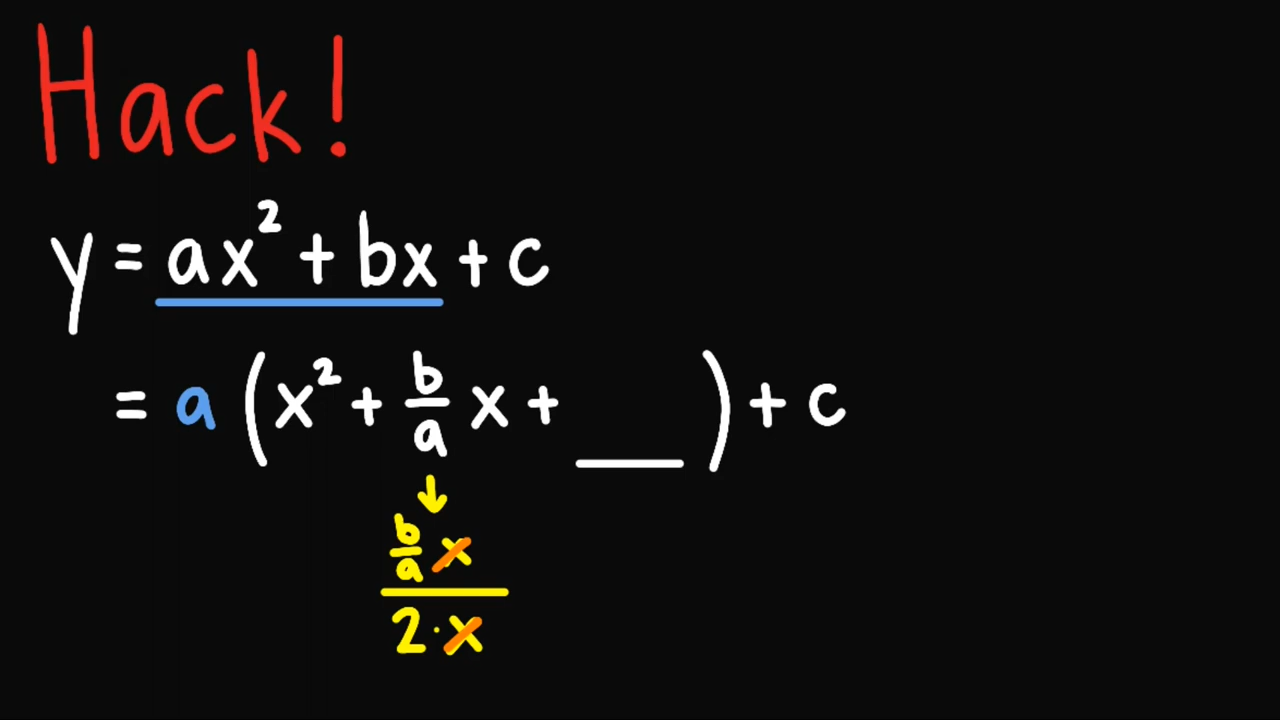 Hack!
y = ax² + bx + c
= a (x² + b/a x + ___ ) + c
↓
b/a x
2·x